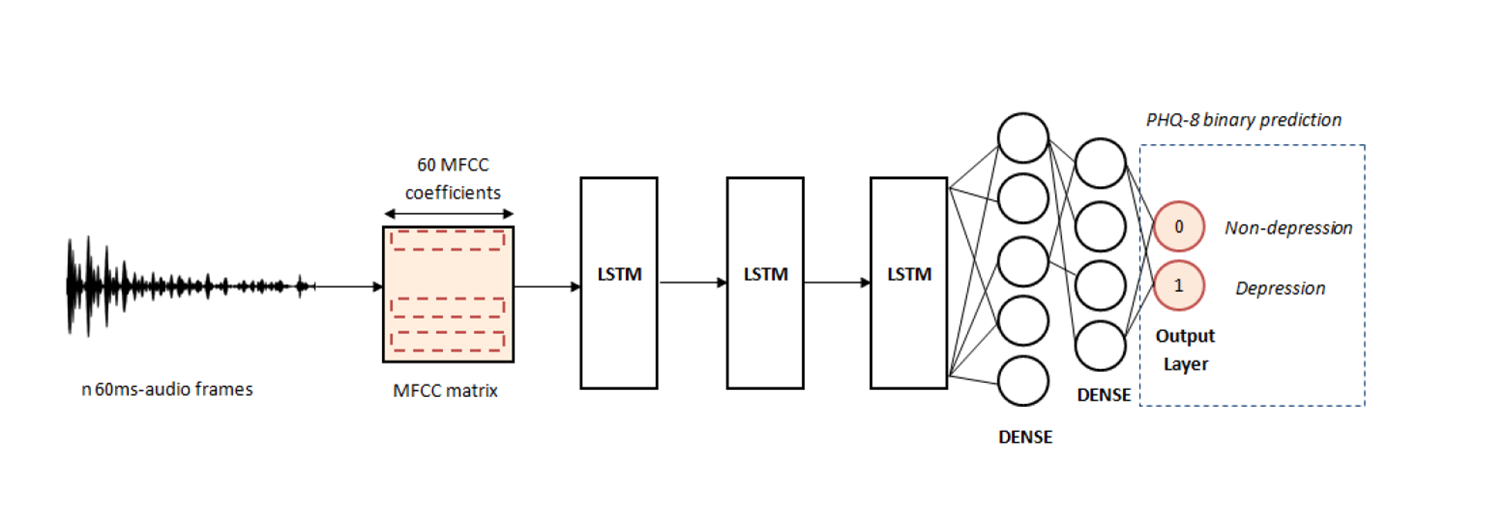 PHQ-8 binary prediction
60 MFCC
coefficients
LSTM
LSTM
LSTM
0
Non-depression
1
Depression
Output
Layer
n 60ms-audio frames
MFCC matrix
DENSE
DENSE